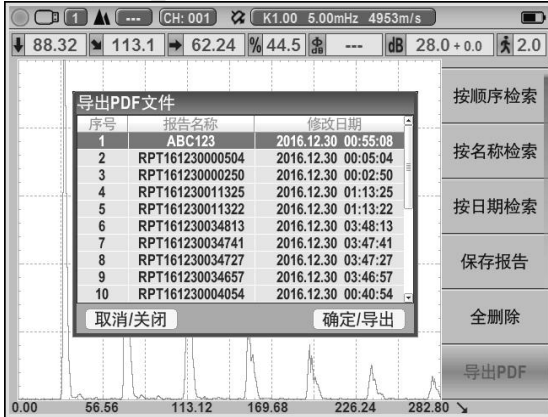 1 --- CH: 001 K1.00 5.00mHz 4953m/s
88.32 113.1 62.24 % 44.5 dB --- dB 28.0 + 0.0 2.0
导出PDF文件
序号 报告名称 修改日期
1 ABC123 2016.12.30 00:55:08
2 RPT161230000504 2016.12.30 00:05:04
3 RPT161230000250 2016.12.30 00:02:50
4 RPT161230011325 2016.12.30 01:13:25
5 RPT161230011322 2016.12.30 01:13:22
6 RPT161230034813 2016.12.30 03:48:13
7 RPT161230034741 2016.12.30 03:47:41
8 RPT161230034727 2016.12.30 03:47:27
9 RPT161230034657 2016.12.30 03:46:57
10 RPT161230004054 2016.12.30 00:40:54
取消/关闭 确定/导出
按顺序检索
按名称检索
按日期检索
保存报告
全删除
导出PDF
0.00 56.56 113.12 169.68 226.24 282.80